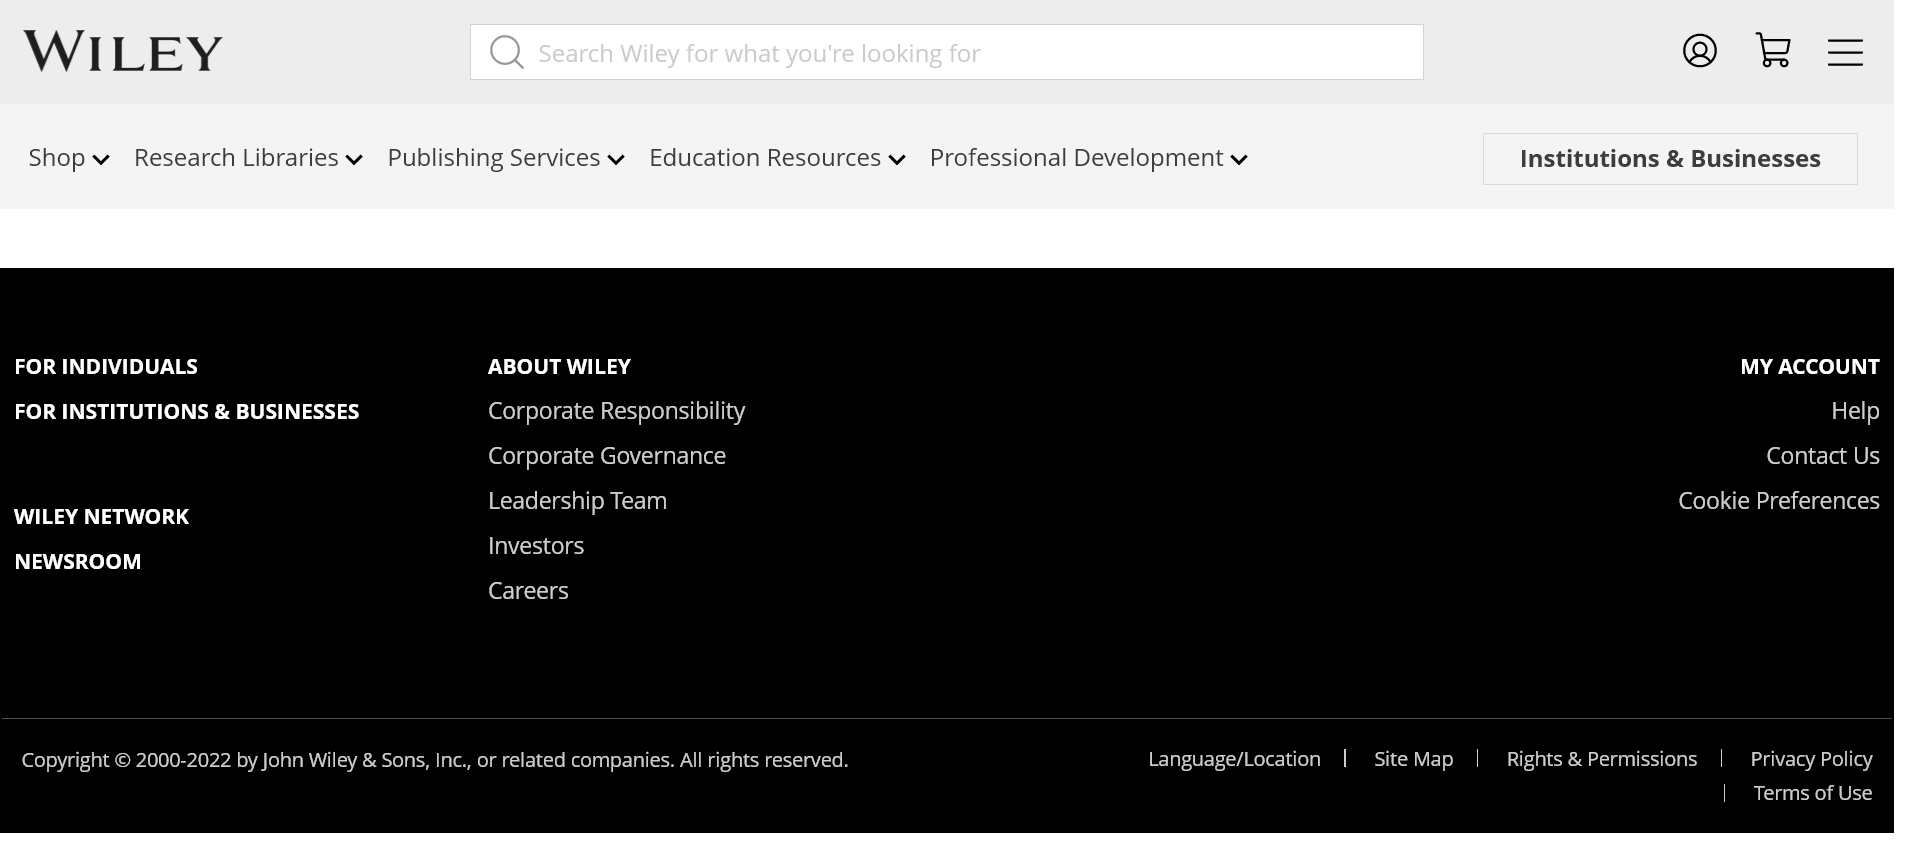 WILEY
Search Wiley for what you're looking for
Shop Research Libraries Publishing Services Education Resources Professional Development Institutions & Businesses
FOR INDIVIDUALS
FOR INSTITUTIONS & BUSINESSES
WILEY NETWORK
NEWSROOM
ABOUT WILEY
Corporate Responsibility
Corporate Governance
Leadership Team
Investors
Careers
MY ACCOUNT
Help
Contact Us
Cookie Preferences
Copyright © 2000-2022 by John Wiley & Sons, Inc., or related companies. All rights reserved.
Language/Location | Site Map | Rights & Permissions | Privacy Policy
| Terms of Use